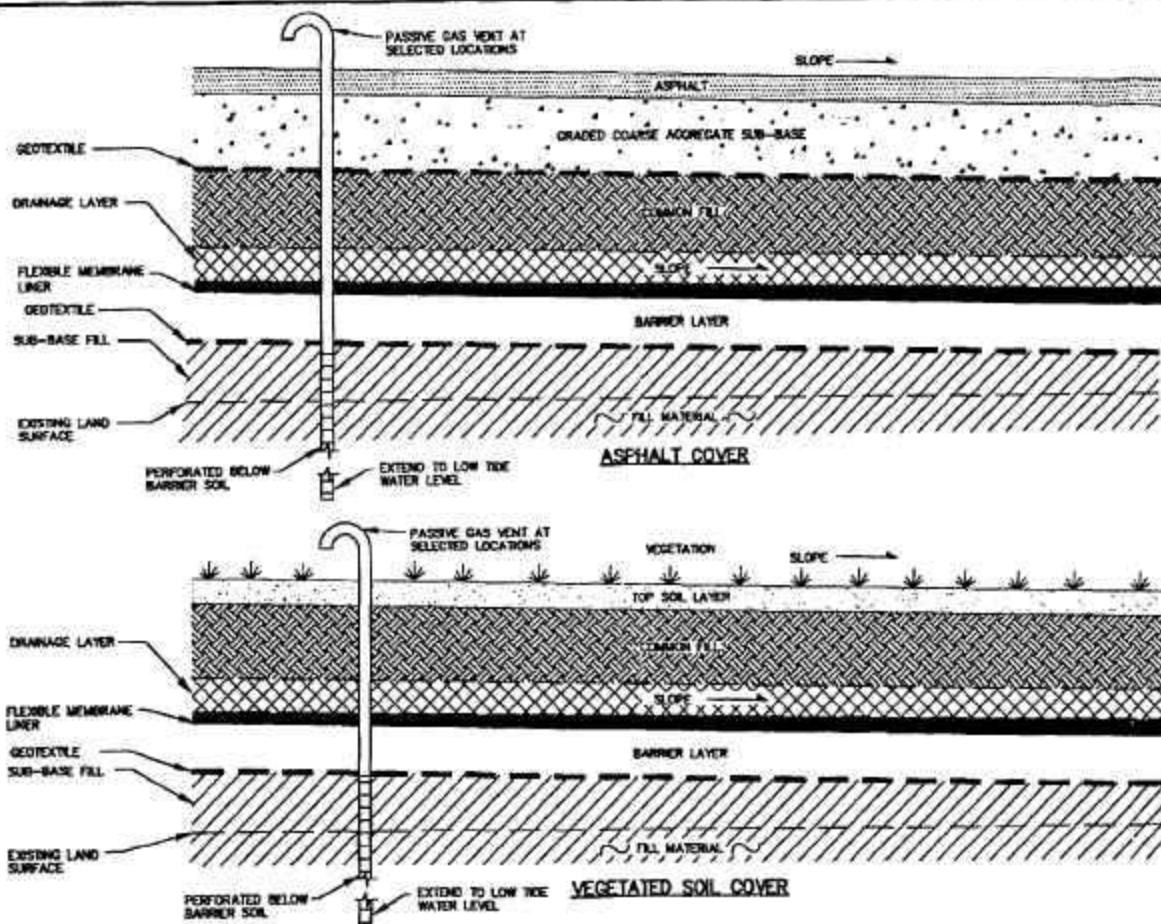 PASSIVE GAS VENT AT
SELECTED LOCATIONS
SLOPE
ASPHALT
GRADED COARSE AGGREGATE SUB-BASE
GEOTEXTILE
DRAINAGE LAYER
COMMON FILL
FLEXIBLE MEMBRANE
LINER
SLOPE
GEOTEXTILE
BARRIER LAYER
SUB-BASE FILL
EXISTING LAND
SURFACE
FILL MATERIAL
PERFORATED BELOW
BARRIER SOIL
EXTEND TO LOW TIDE
WATER LEVEL
ASPHALT COVER
PASSIVE GAS VENT AT
SELECTED LOCATIONS
VEGETATION
SLOPE
TOP SOIL LAYER
DRAINAGE LAYER
COMMON FILL
SLOPE
FLEXIBLE MEMBRANE
LINER
GEOTEXTILE
BARRIER LAYER
SUB-BASE FILL
EXISTING LAND
SURFACE
FILL MATERIAL
PERFORATED BELOW
BARRIER SOIL
EXTEND TO LOW TIDE
WATER LEVEL
VEGETATED SOIL COVER